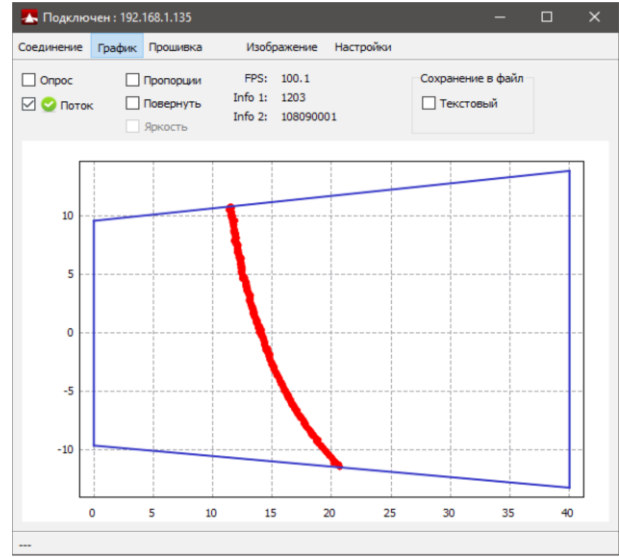 Подключен : 192.168.1.135
Соединение График Прошивка Изображение Настройки
Опрос Пропорции FPS: 100.1 Сохранение в файл
Поток Повернуть Info 1: 1203 Текстовый
Яркость Info 2: 108090001
10
5
0
-5
-10
0 5 10 15 20 25 30 35 40
---